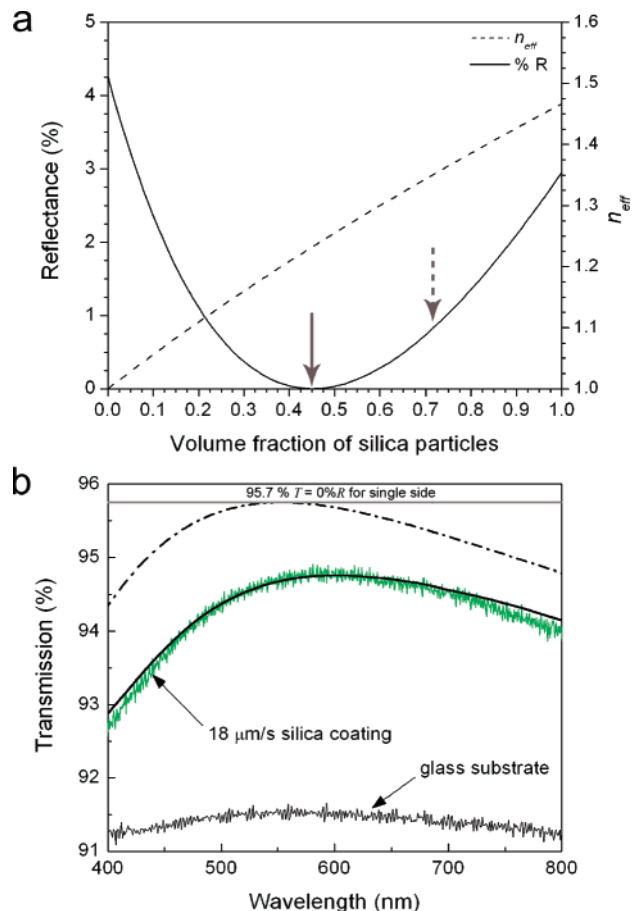 a
Reflectance (%)
5
4
3
2
1
0
n_eff
% R
1.6
1.5
1.4
1.3
1.2
1.1
1.0
n_eff
0.0 0.1 0.2 0.3 0.4 0.5 0.6 0.7 0.8 0.9 1.0
Volume fraction of silica particles
b
Transmission (%)
96
95
94
93
92
91
95.7 % T = 0%R for single side
18 μm/s silica coating
glass substrate
400 500 600 700 800
Wavelength (nm)